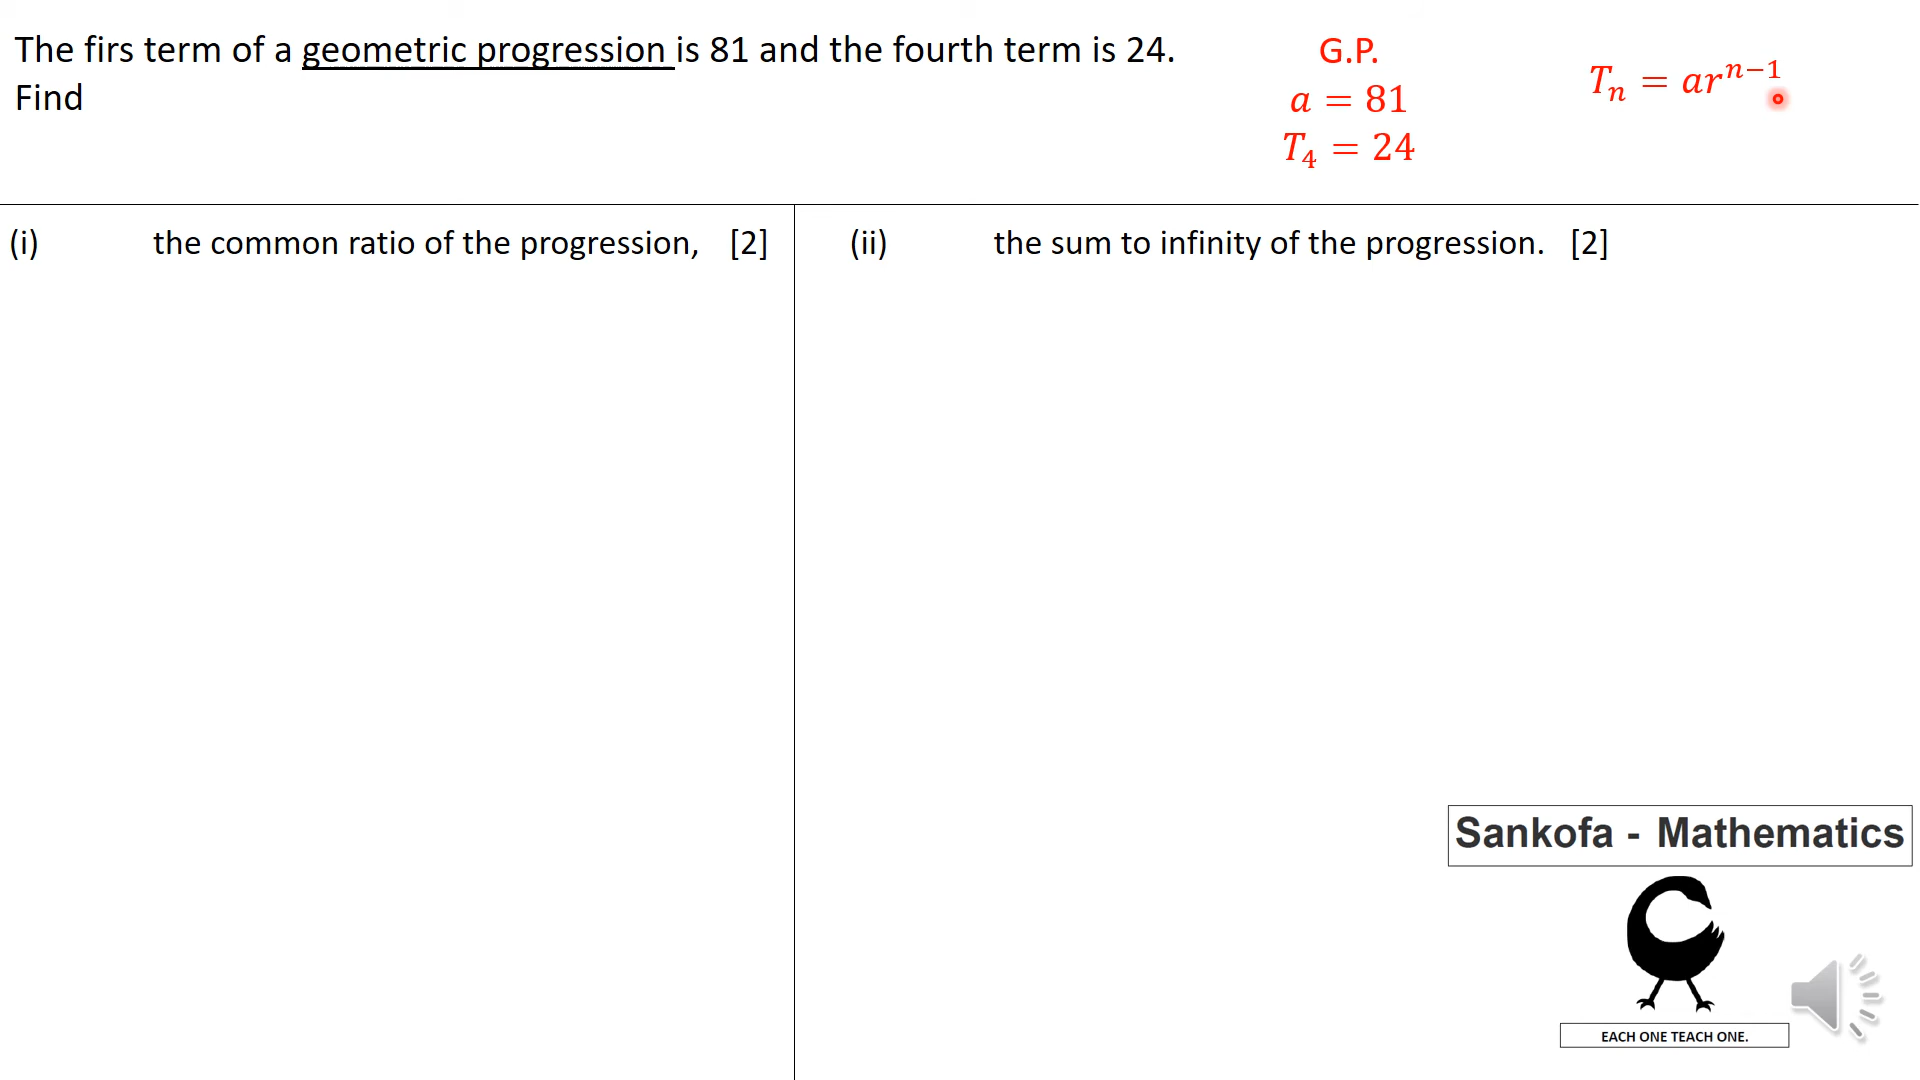 The firs term of a geometric progression is 81 and the fourth term is 24.
Find
G.P.
a = 81
T₄ = 24
Tₙ = arⁿ⁻¹
(i) the common ratio of the progression, [2]
(ii) the sum to infinity of the progression. [2]
Sankofa - Mathematics
EACH ONE TEACH ONE.